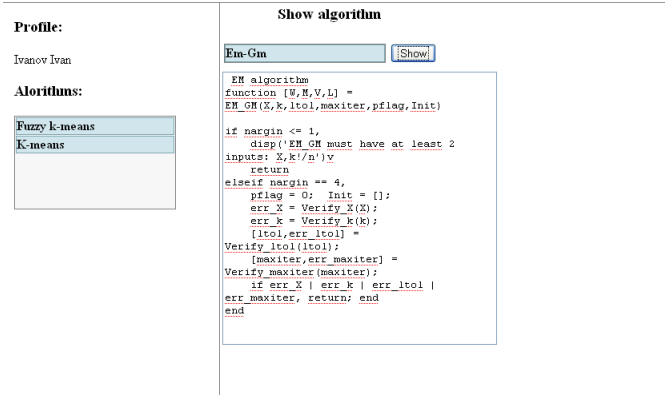 Profile:
Ivanov Ivan
Alorithms:
Fuzzy k-means
K-means
Show algorithm
Em-Gm
Show
EM algorithm
function [W,M,V,L] =
EM_GM(X,k,ltol,maxiter,pflag,Init)
if nargin <= 1,
disp('EM_GM must have at least 2
inputs: X,k!/n')v
return
elseif nargin == 4,
pflag = 0; Init = [];
err_X = Verify_X(X);
err_k = Verify_k(k);
[ltol,err_ltol] =
Verify_ltol(ltol);
[maxiter,err_maxiter] =
Verify_maxiter(maxiter);
if err_X | err_k | err_ltol |
err_maxiter, return; end
end